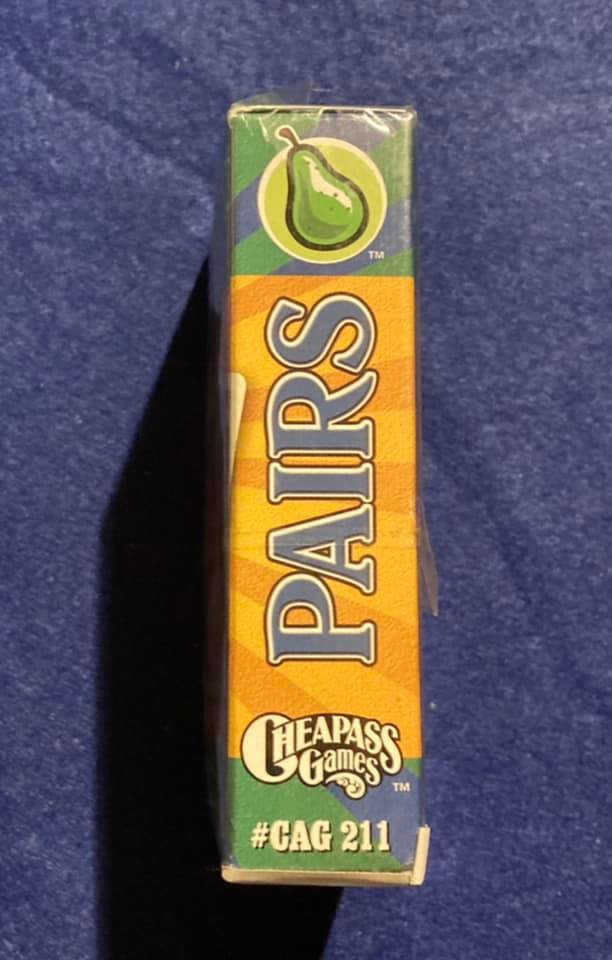 TM
PAIRS
CHEAPASS
Games
TM
#CAG 211